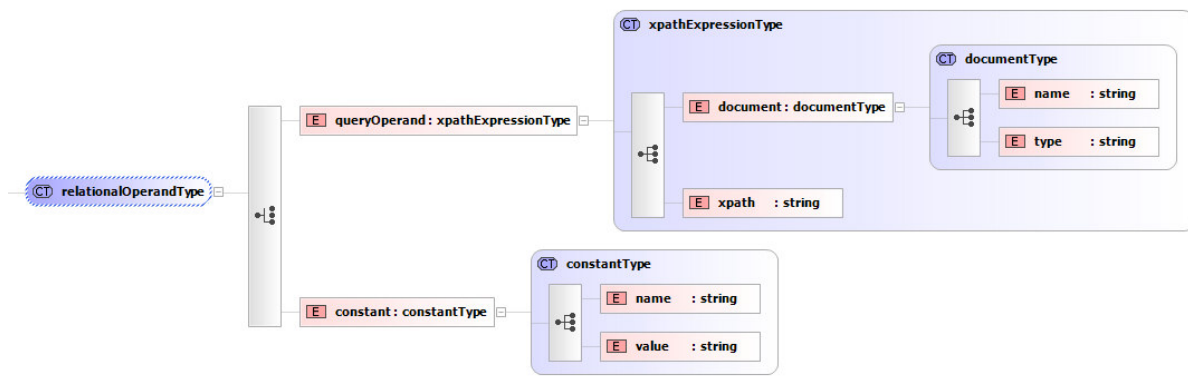 CT xpathExpressionType
CT documentType
E name : string
E document : documentType
E queryOperand : xpathExpressionType
E type : string
CT relationalOperandType
E xpath : string
CT constantType
E name : string
E constant : constantType
E value : string